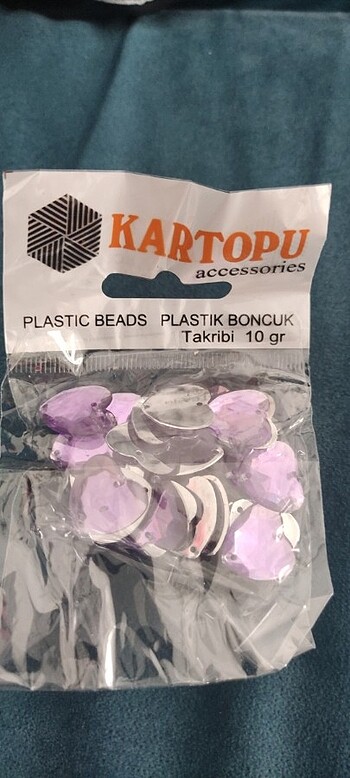 KARTOPU
accessories
PLASTIC BEADS PLASTIK BONCUK
Takribi 10 gr